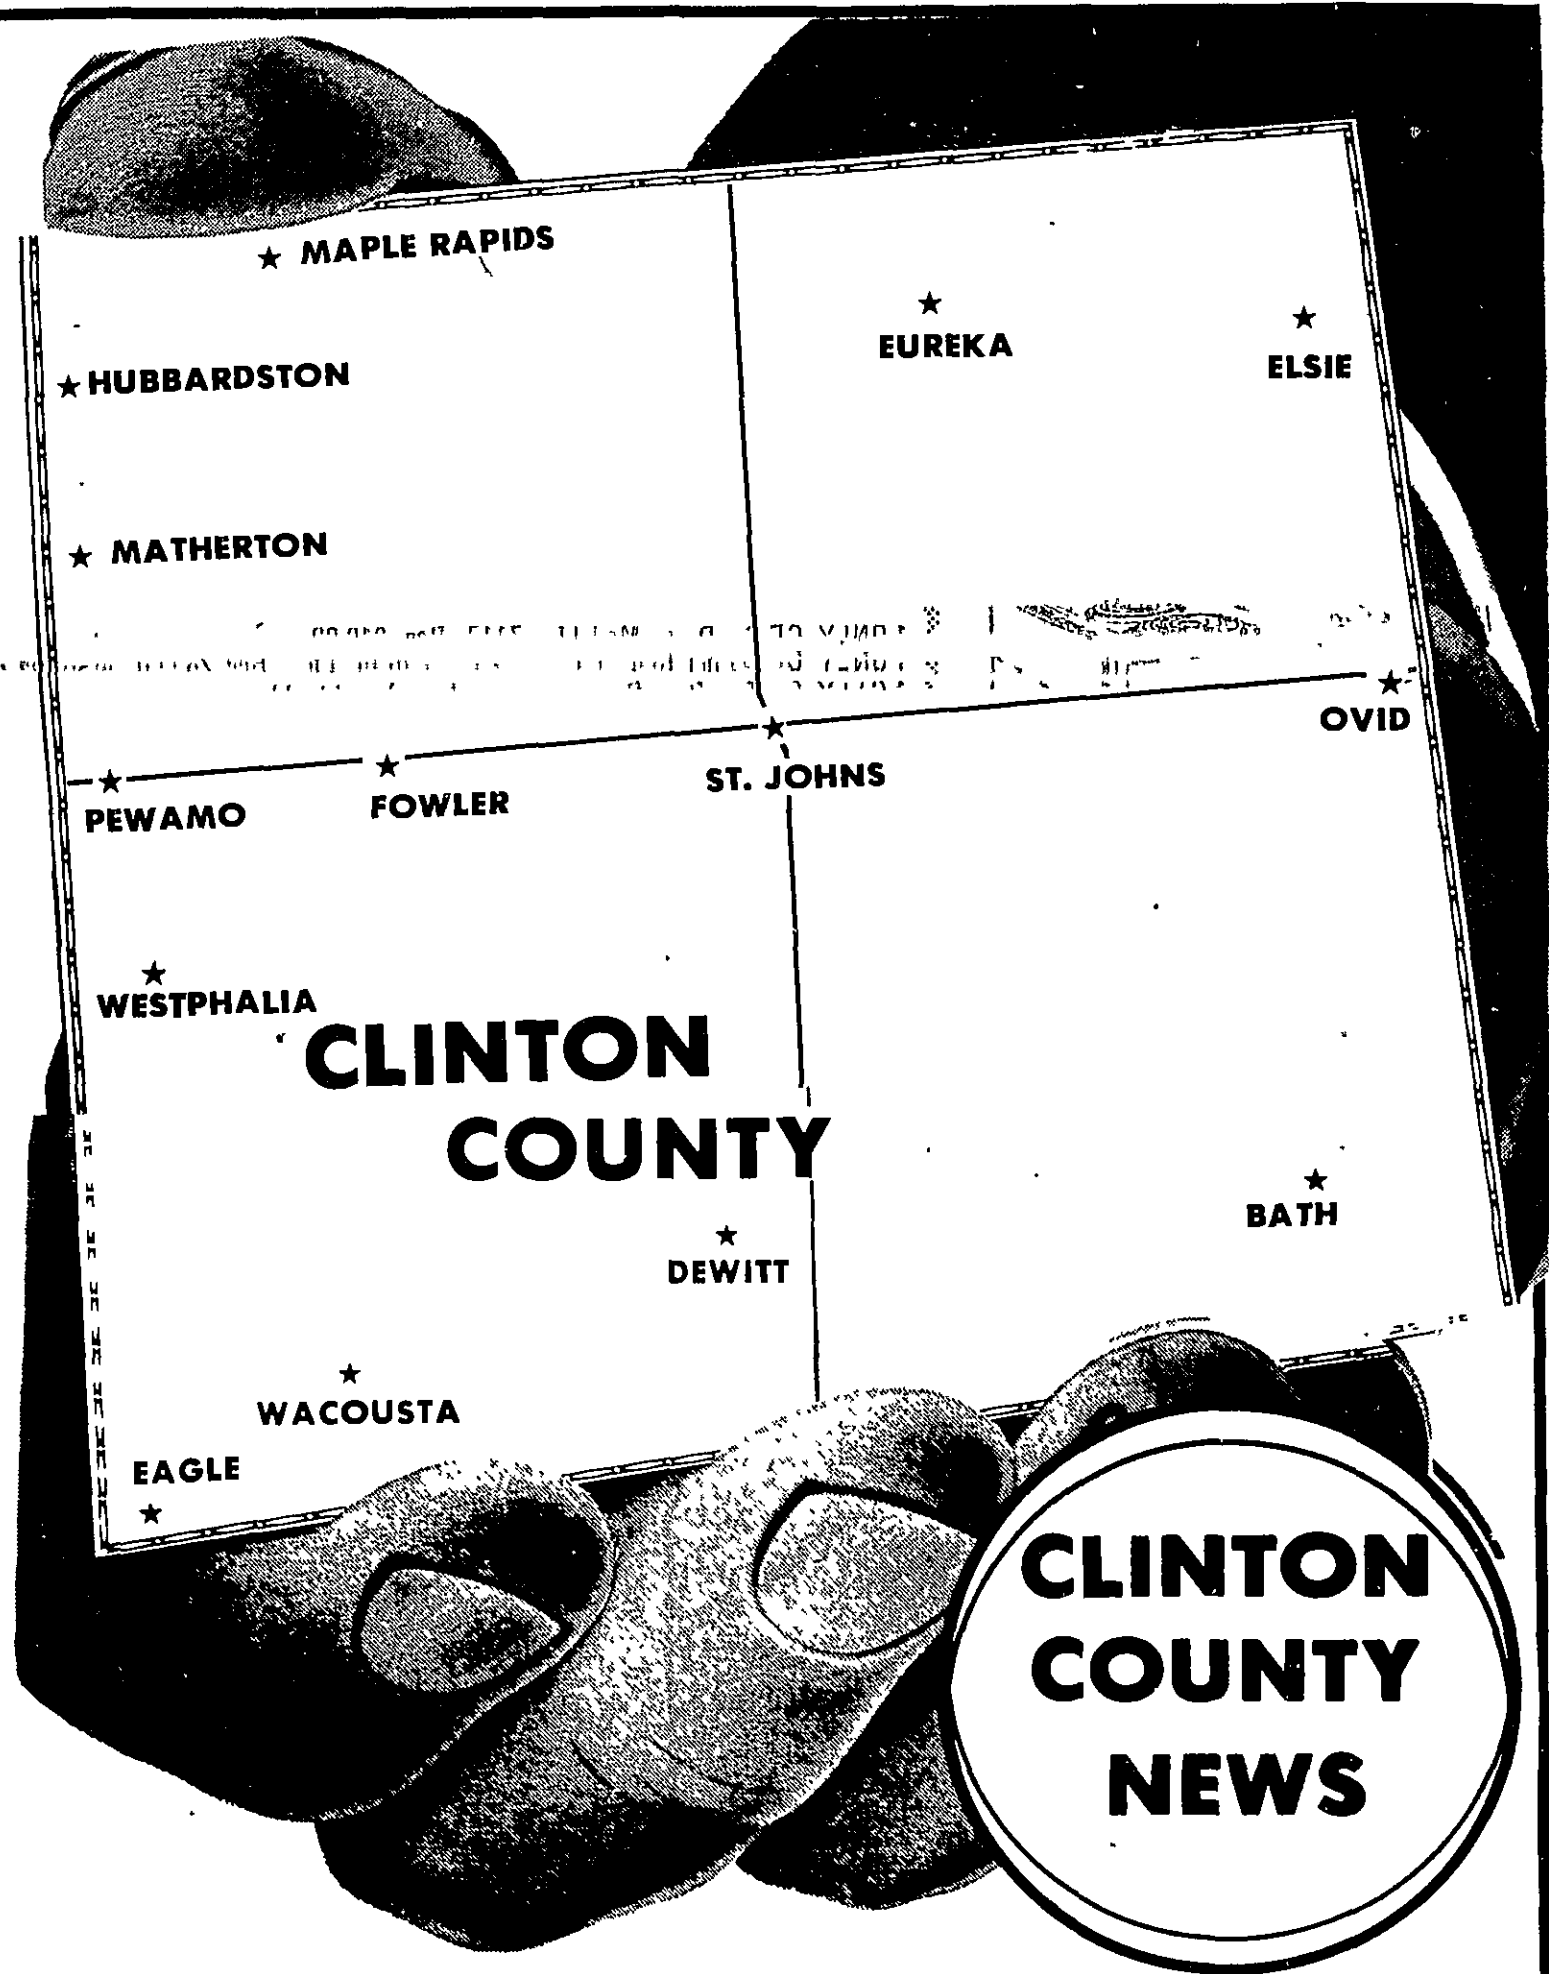 MAPLE RAPIDS
EUREKA
ELSIE
HUBBARDSTON
MATHERTON
OVID
ST. JOHNS
FOWLER
PEWAMO
WESTPHALIA
CLINTON
COUNTY
BATH
DEWITT
WACOUSTA
EAGLE
CLINTON
COUNTY
NEWS